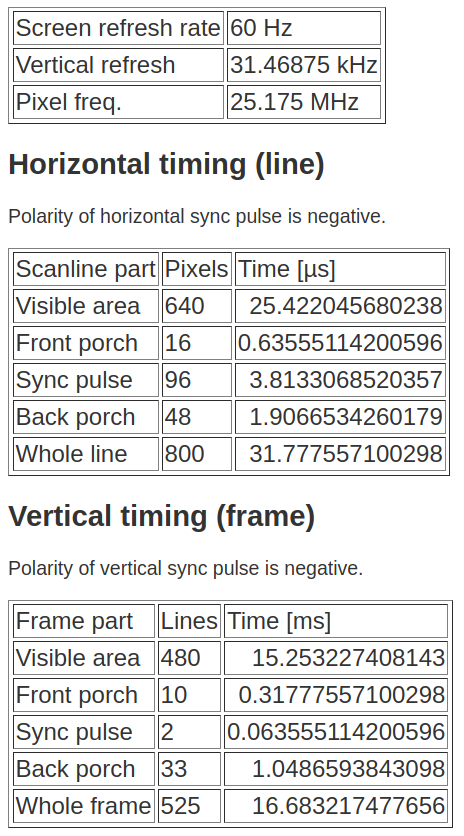 Screen refresh rate 60 Hz
Vertical refresh 31.46875 kHz
Pixel freq. 25.175 MHz
Horizontal timing (line)
Polarity of horizontal sync pulse is negative.
Scanline part Pixels Time [µs]
Visible area 640 25.422045680238
Front porch 16 0.63555114200596
Sync pulse 96 3.8133068520357
Back porch 48 1.9066534260179
Whole line 800 31.777557100298
Vertical timing (frame)
Polarity of vertical sync pulse is negative.
Frame part Lines Time [ms]
Visible area 480 15.253227408143
Front porch 10 0.31777557100298
Sync pulse 2 0.063555114200596
Back porch 33 1.0486593843098
Whole frame 525 16.683217477656